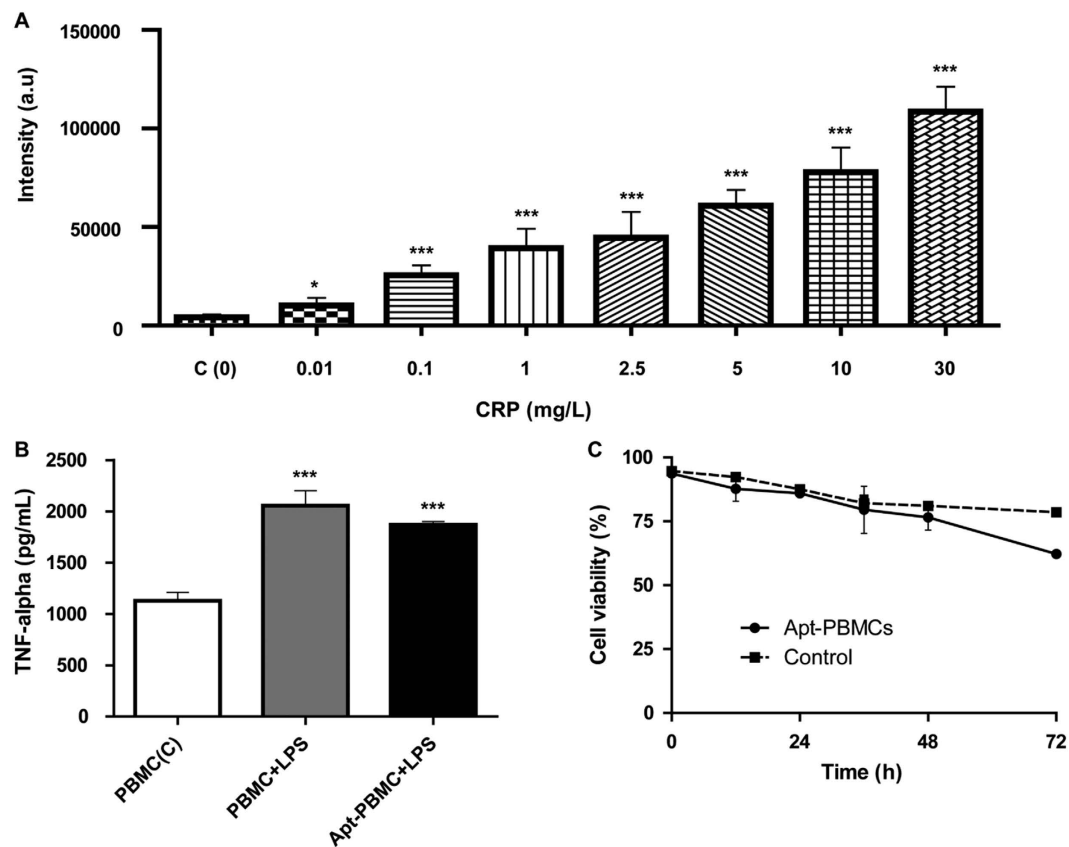 A
150000
100000
50000
0
Intensity (a.u)
*
***
***
***
***
***
***
C (0) 0.01 0.1 1 2.5 5 10 30
CRP (mg/L)
B
2500
2000
1500
1000
500
0
TNF-alpha (pg/mL)
***
***
PBMC(C)
PBMC+LPS
Apt-PBMC+LPS
C
100
75
50
25
0
Cell viability (%)
Apt-PBMCs
Control
0 24 48 72
Time (h)